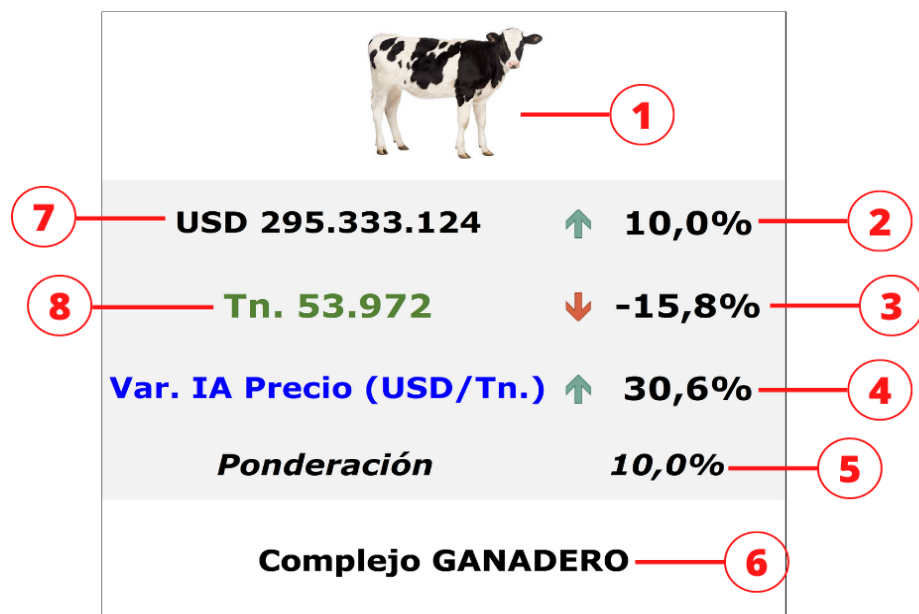 1
7 USD 295.333.124 10,0% 2
8 Tn. 53.972 -15,8% 3
Var. IA Precio (USD/Tn.) 30,6% 4
Ponderación 10,0% 5
Complejo GANADERO 6